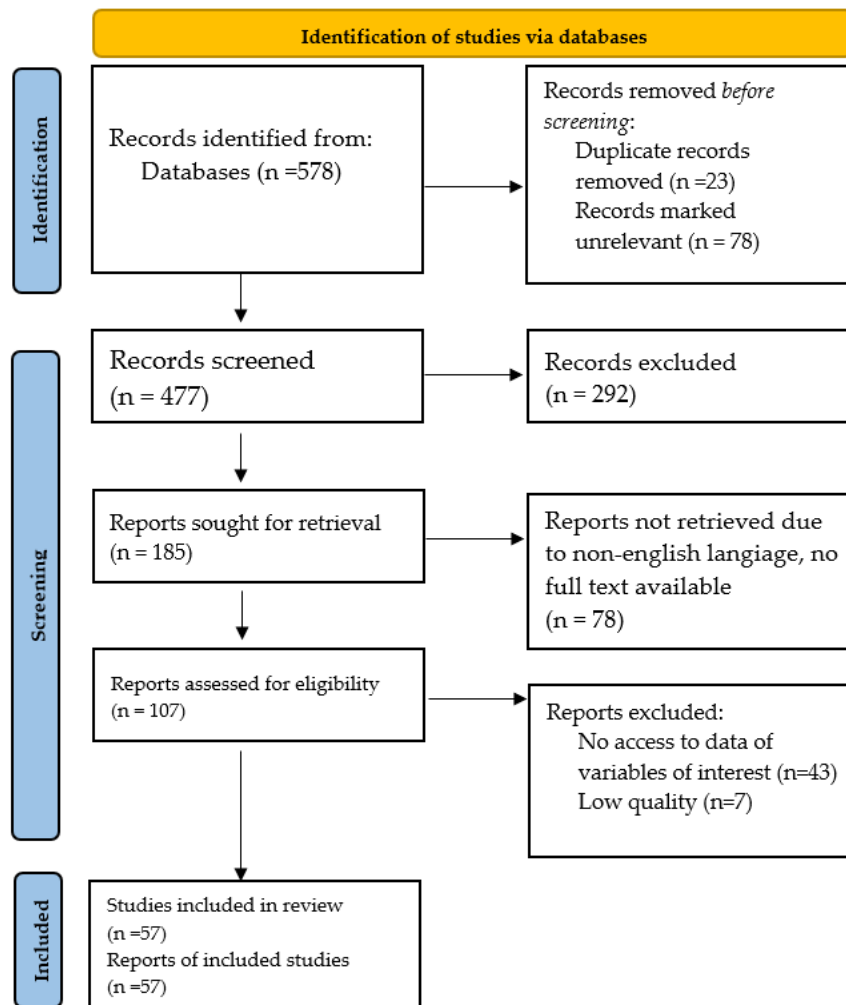 Identification of studies via databases
Identification
Records identified from:
Databases (n =578)
Records removed before
screening:
Duplicate records
removed (n =23)
Records marked
unrelevant (n = 78)
Screening
Records screened
(n = 477)
Records excluded
(n = 292)
Reports sought for retrieval
(n = 185)
Reports not retrieved due
to non-english langiage, no
full text available
(n = 78)
Reports assessed for eligibility
(n = 107)
Reports excluded:
No access to data of
variables of interest (n=43)
Low quality (n=7)
Included
Studies included in review
(n =57)
Reports of included studies
(n =57)